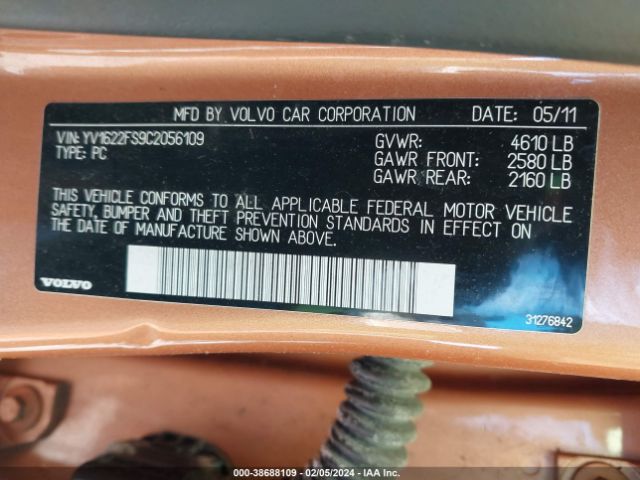 MFD BY VOLVO CAR CORPORATION DATE: 05/11
VIN: YV1622FS9C2056109 GVWR: 4610 LB
TYPE: PC GAWR FRONT: 2580 LB
GAWR REAR: 2160 LB
THIS VEHICLE CONFORMS TO ALL APPLICABLE FEDERAL MOTOR VEHICLE
SAFETY, BUMPER AND THEFT PREVENTION STANDARDS IN EFFECT ON
THE DATE OF MANUFACTURE SHOWN ABOVE.
VOLVO
31276842
000-38688109 - 02/05/2024 - IAA Inc.